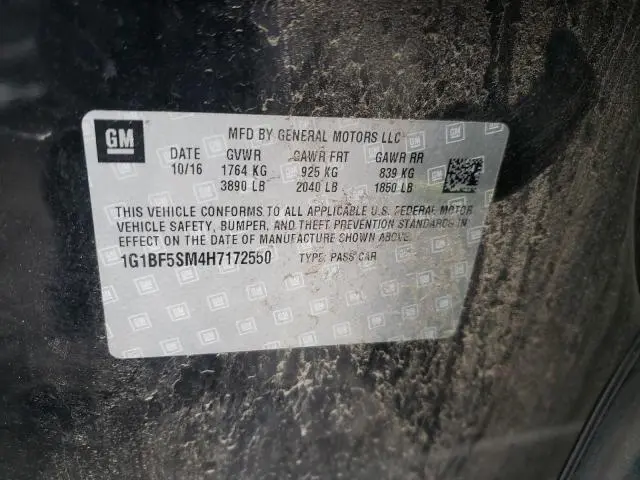 GM
MFD BY GENERAL MOTORS LLC
DATE GVWR GAWR FRT GAWR RR
10/16 1764 KG 925 KG 839 KG
3890 LB 2040 LB 1850 LB
THIS VEHICLE CONFORMS TO ALL APPLICABLE U.S. FEDERAL MOTOR
VEHICLE SAFETY, BUMPER, AND THEFT PREVENTION STANDARDS IN
EFFECT ON THE DATE OF MANUFACTURE SHOWN ABOVE.
1G1BF5SM4H7172550 TYPE: PASS CAR